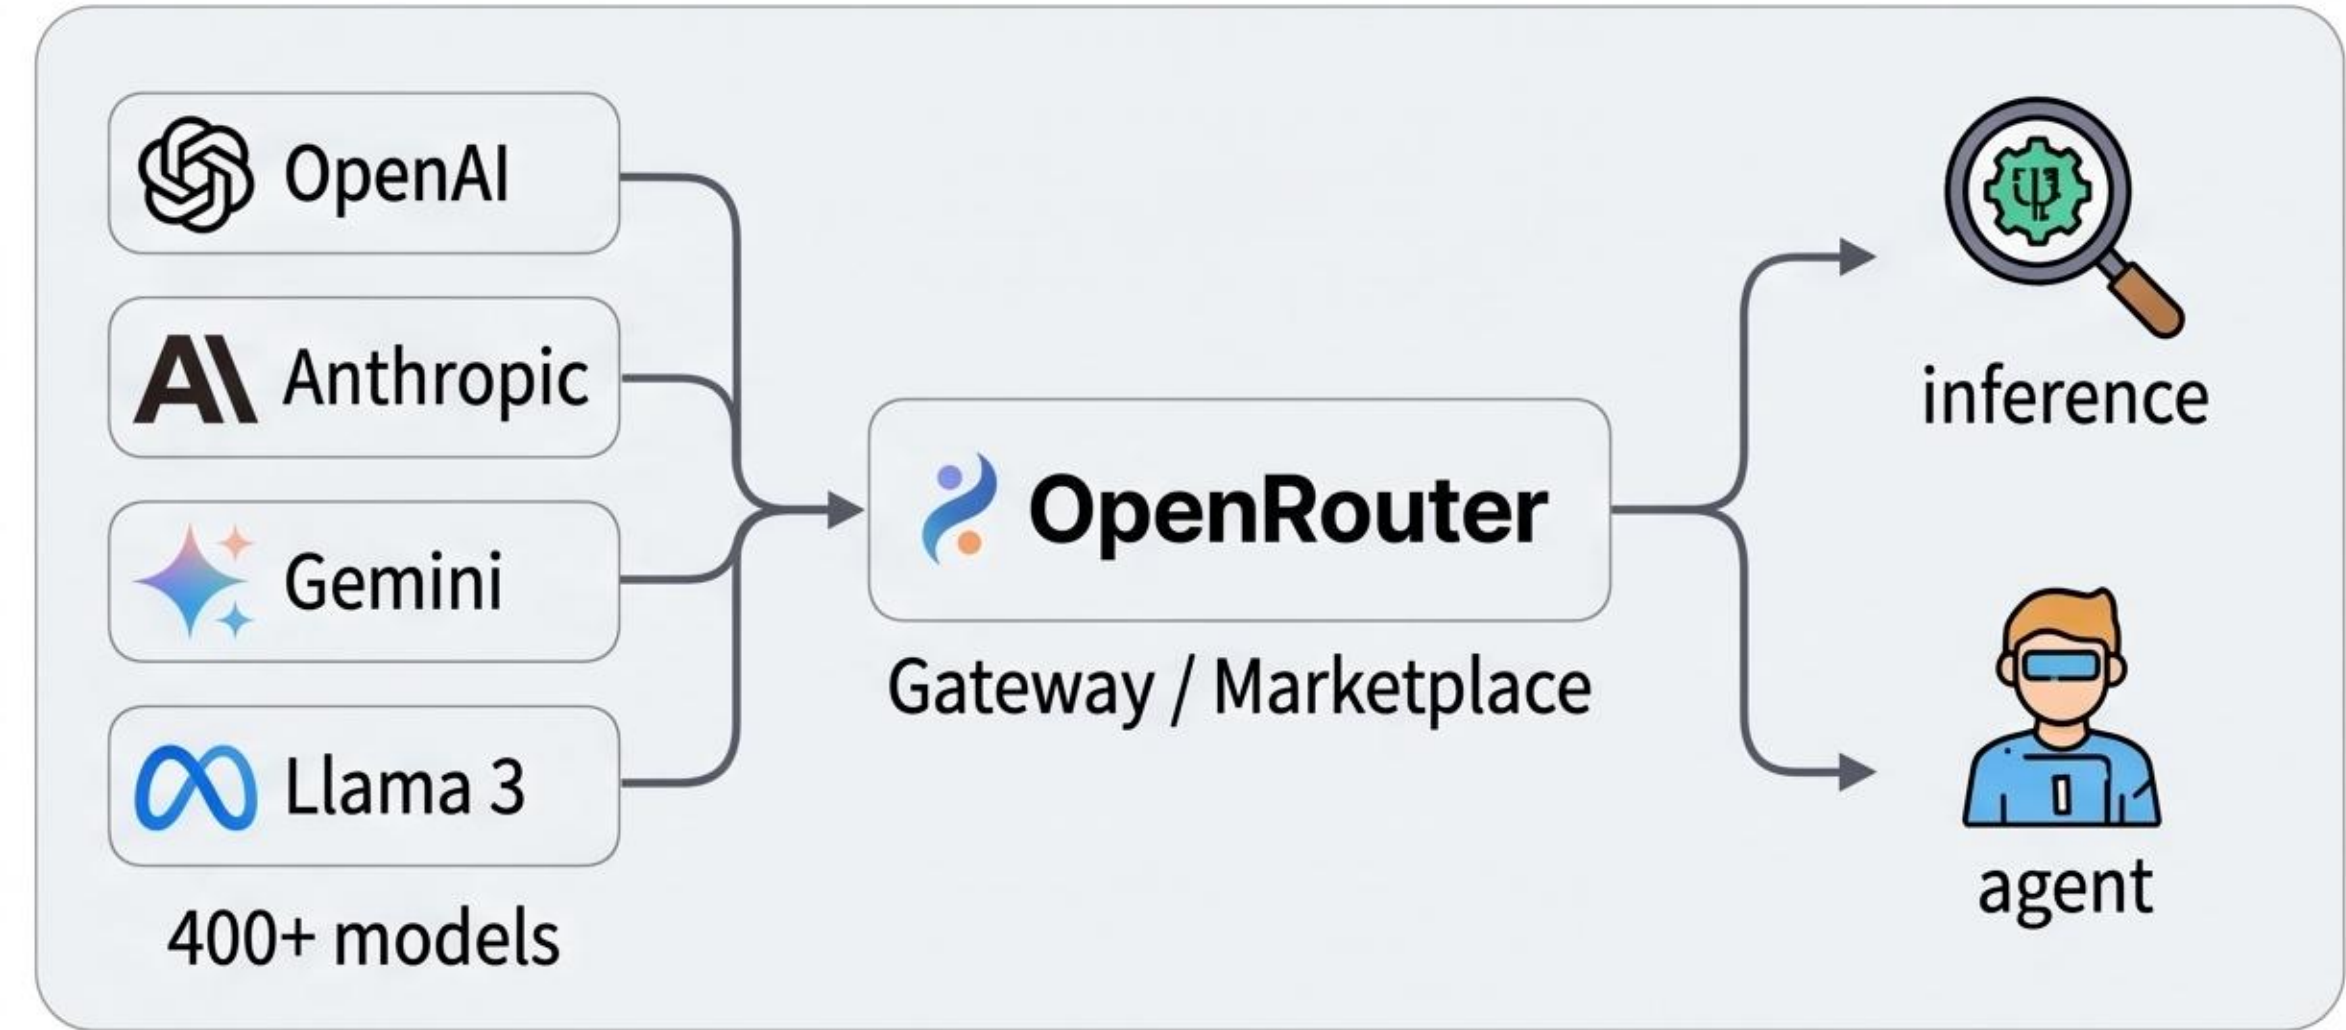 OpenAI
Anthropic
Gemini
Llama 3
400+ models
OpenRouter
Gateway / Marketplace
inference
agent